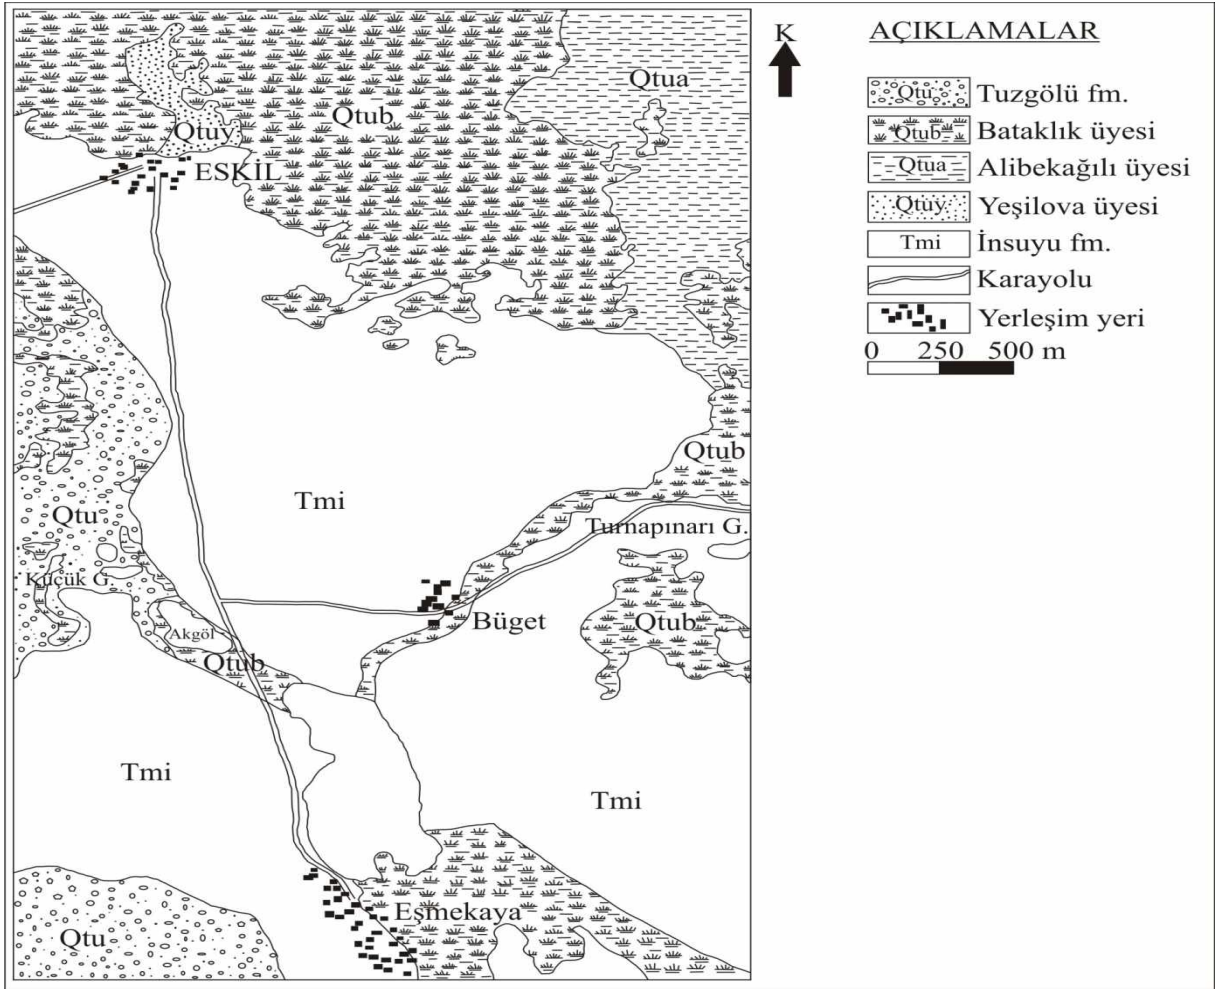 K
AÇIKLAMALAR
Qtu Tuzgölü fm.
Qtub Bataklık üyesi
Qtua Alibekağılı üyesi
Qtuy Yeşilova üyesi
Tmi İnsuyu fm.
Karayolu
Yerleşim yeri
0 250 500 m
Qtua
Qtub
Qtuy
ESKİL
Qtub
Tmi
Qtu
Turnapınarı G.
Küçük G.
Akgöl
Büget
Qtub
Qtub
Tmi
Tmi
Eşmekaya
Qtu